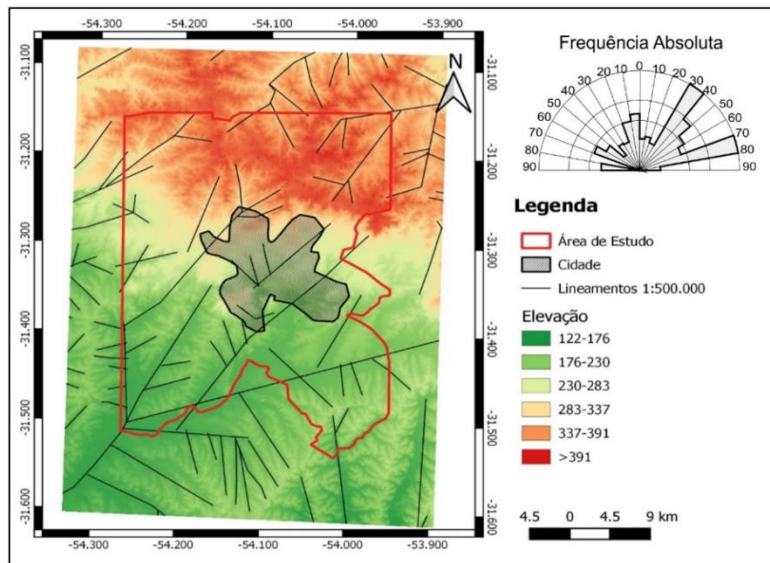 -54.300 -54.200 -54.100 -54.000 -53.900
-31.100
-31.200
-31.300
-31.400
-31.500
-31.600
N
-31.100
-31.200
-31.300
-31.400
-31.500
-31.600
-54.300 -54.200 -54.100 -54.000 -53.900
Frequência Absoluta
90 80 70 60 50 40 30 20 10 0 10 20 30 40 50 60 70 80 90
Legenda
Área de Estudo
Cidade
Lineamentos 1:500.000
Elevação
122-176
176-230
230-283
283-337
337-391
>391
4.5 0 4.5 9 km